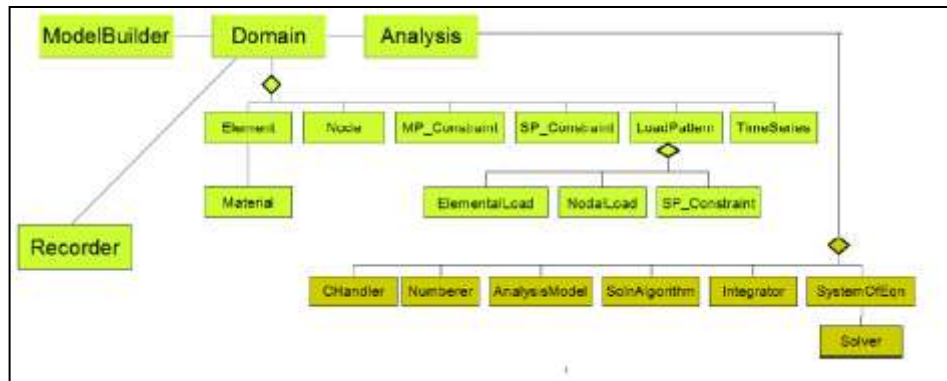 ModelBuilder Domain Analysis
Element Node MP_Constraint SP_Constraint LoadPattern TimeSeries
Material ElementalLoad NodalLoad SP_Constraint
Recorder
CHandler Numberer AnalysisModel SolnAlgorithm Integrator SystemOfEqn
Solver